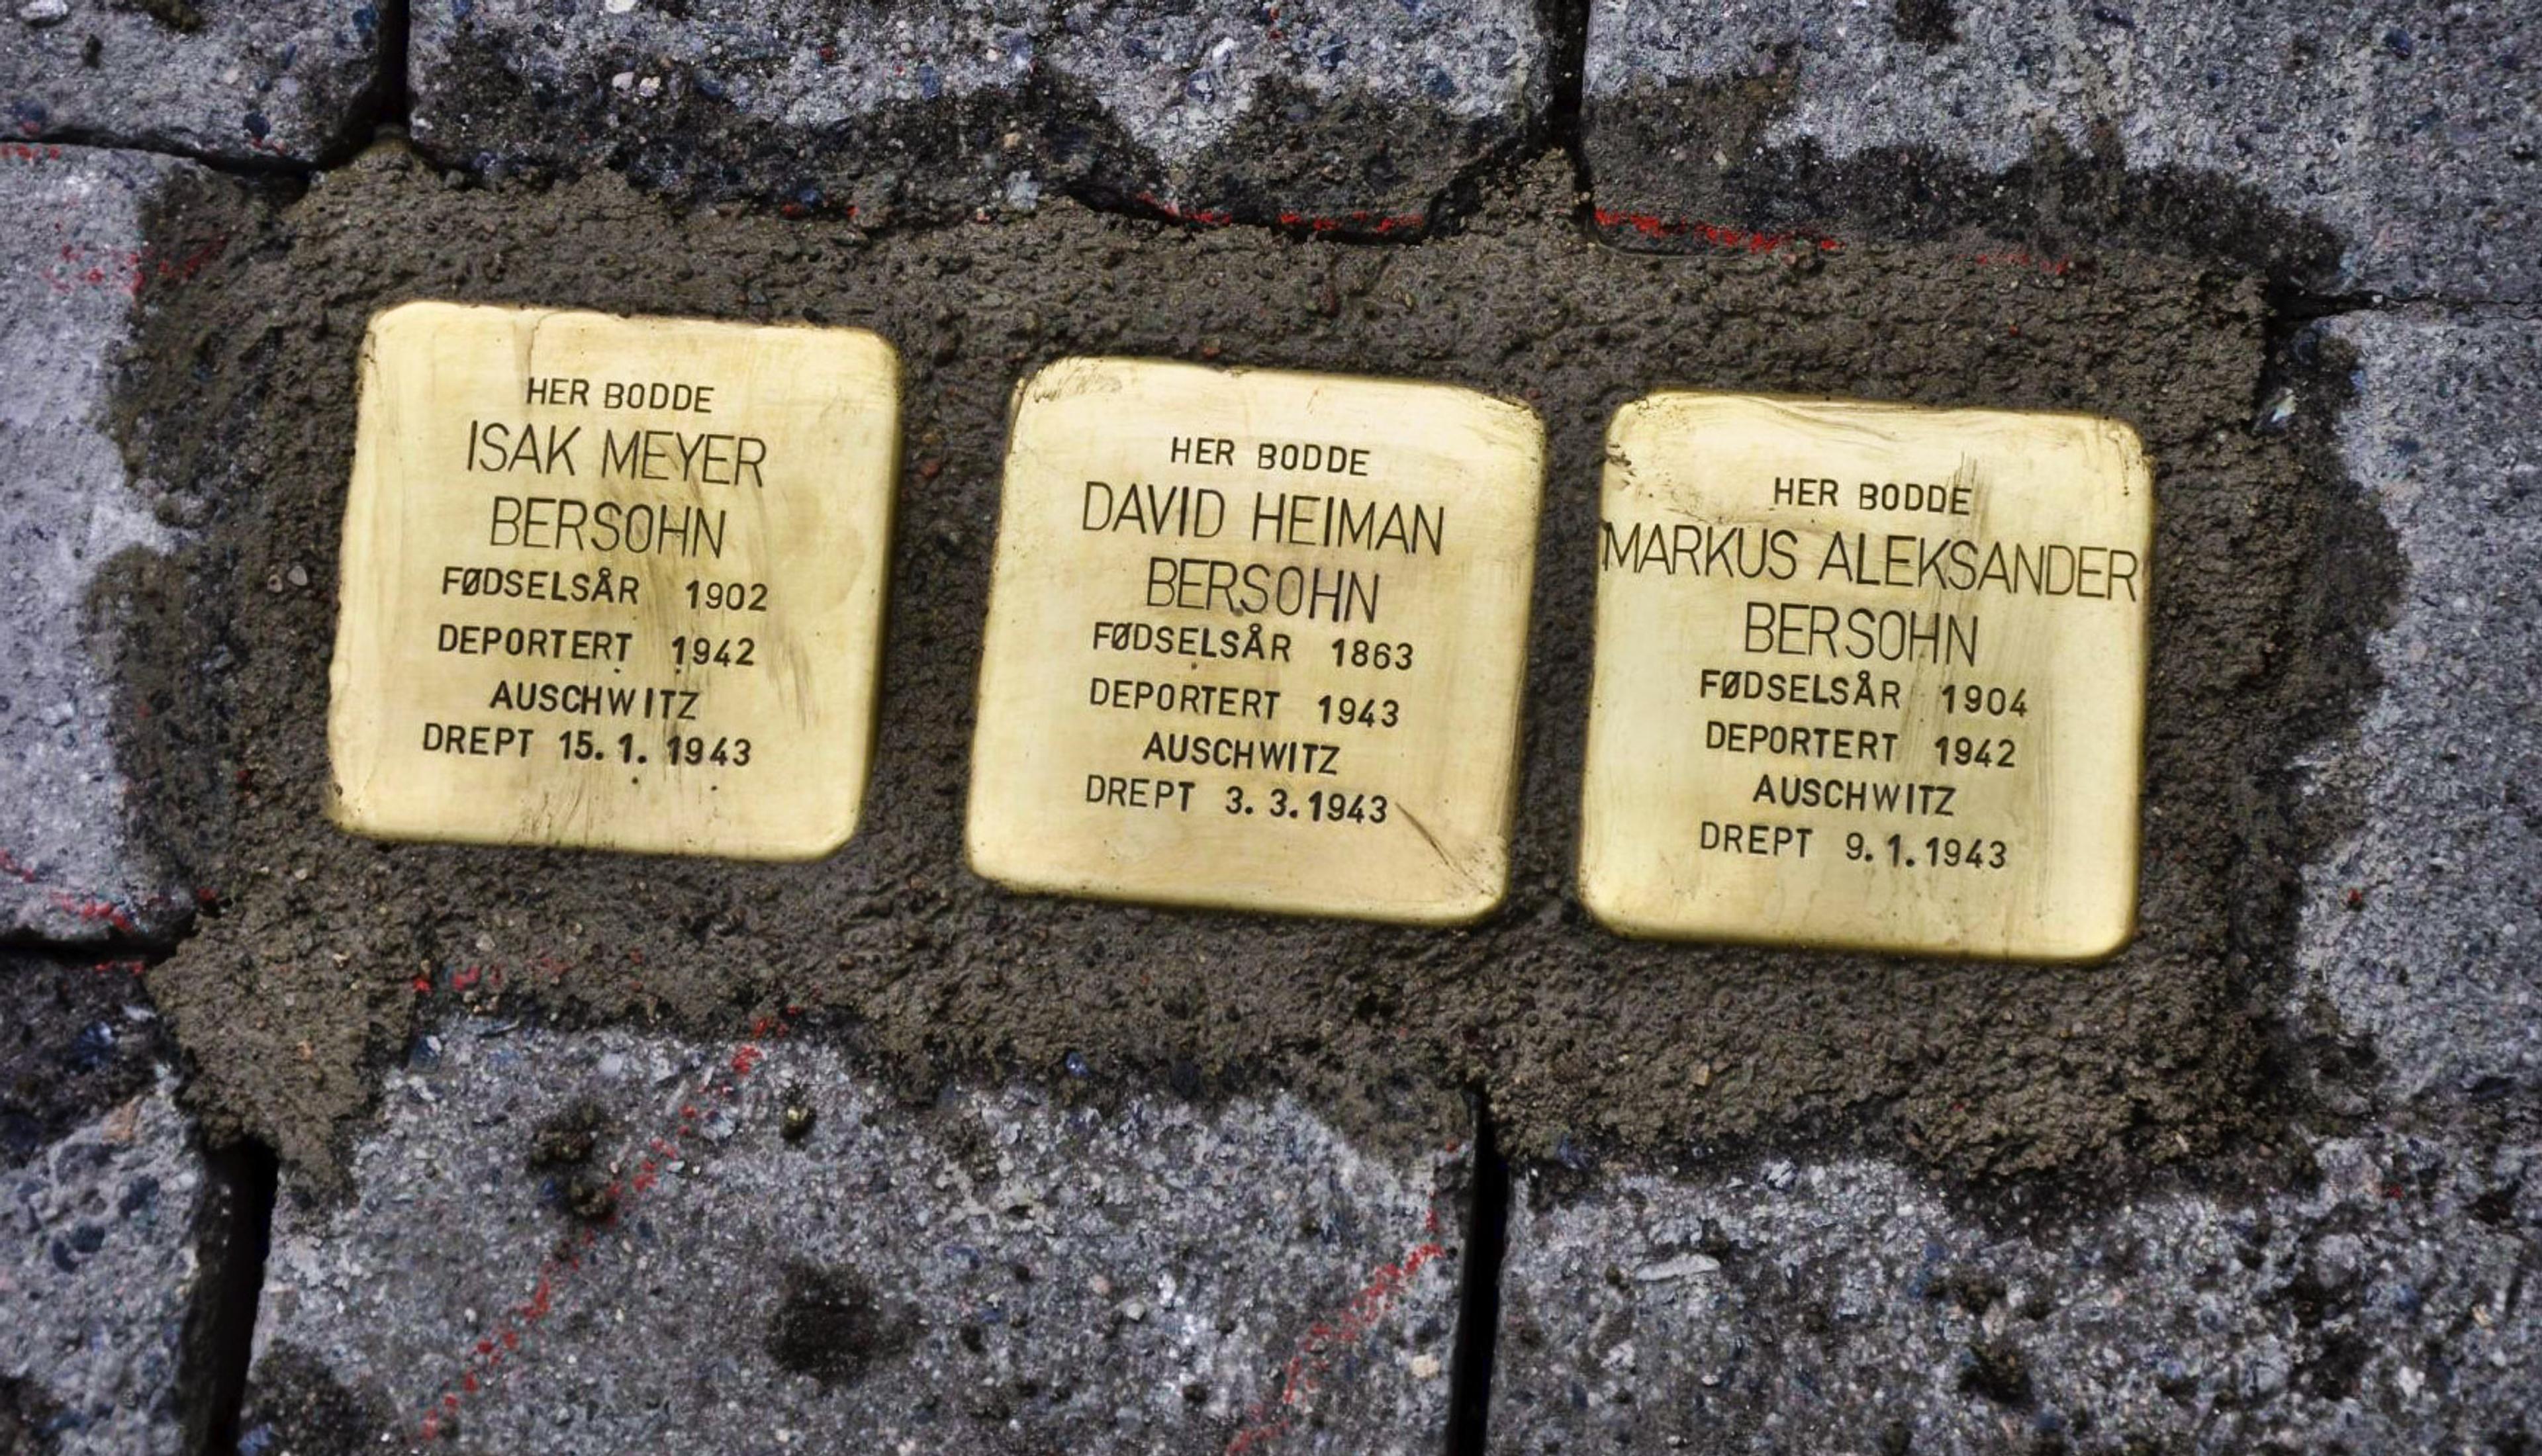 HER BODDE
ISAK MEYER
BERSOHN
FØDSELSÅR 1902
DEPORTERT 1942
AUSCHWITZ
DREPT 15. 1. 1943
HER BODDE
DAVID HEIMAN
BERSOHN
FØDSELSÅR 1863
DEPORTERT 1943
AUSCHWITZ
DREPT 3. 3. 1943
HER BODDE
MARKUS ALEKSANDER
BERSOHN
FØDSELSÅR 1904
DEPORTERT 1942
AUSCHWITZ
DREPT 9. 1. 1943